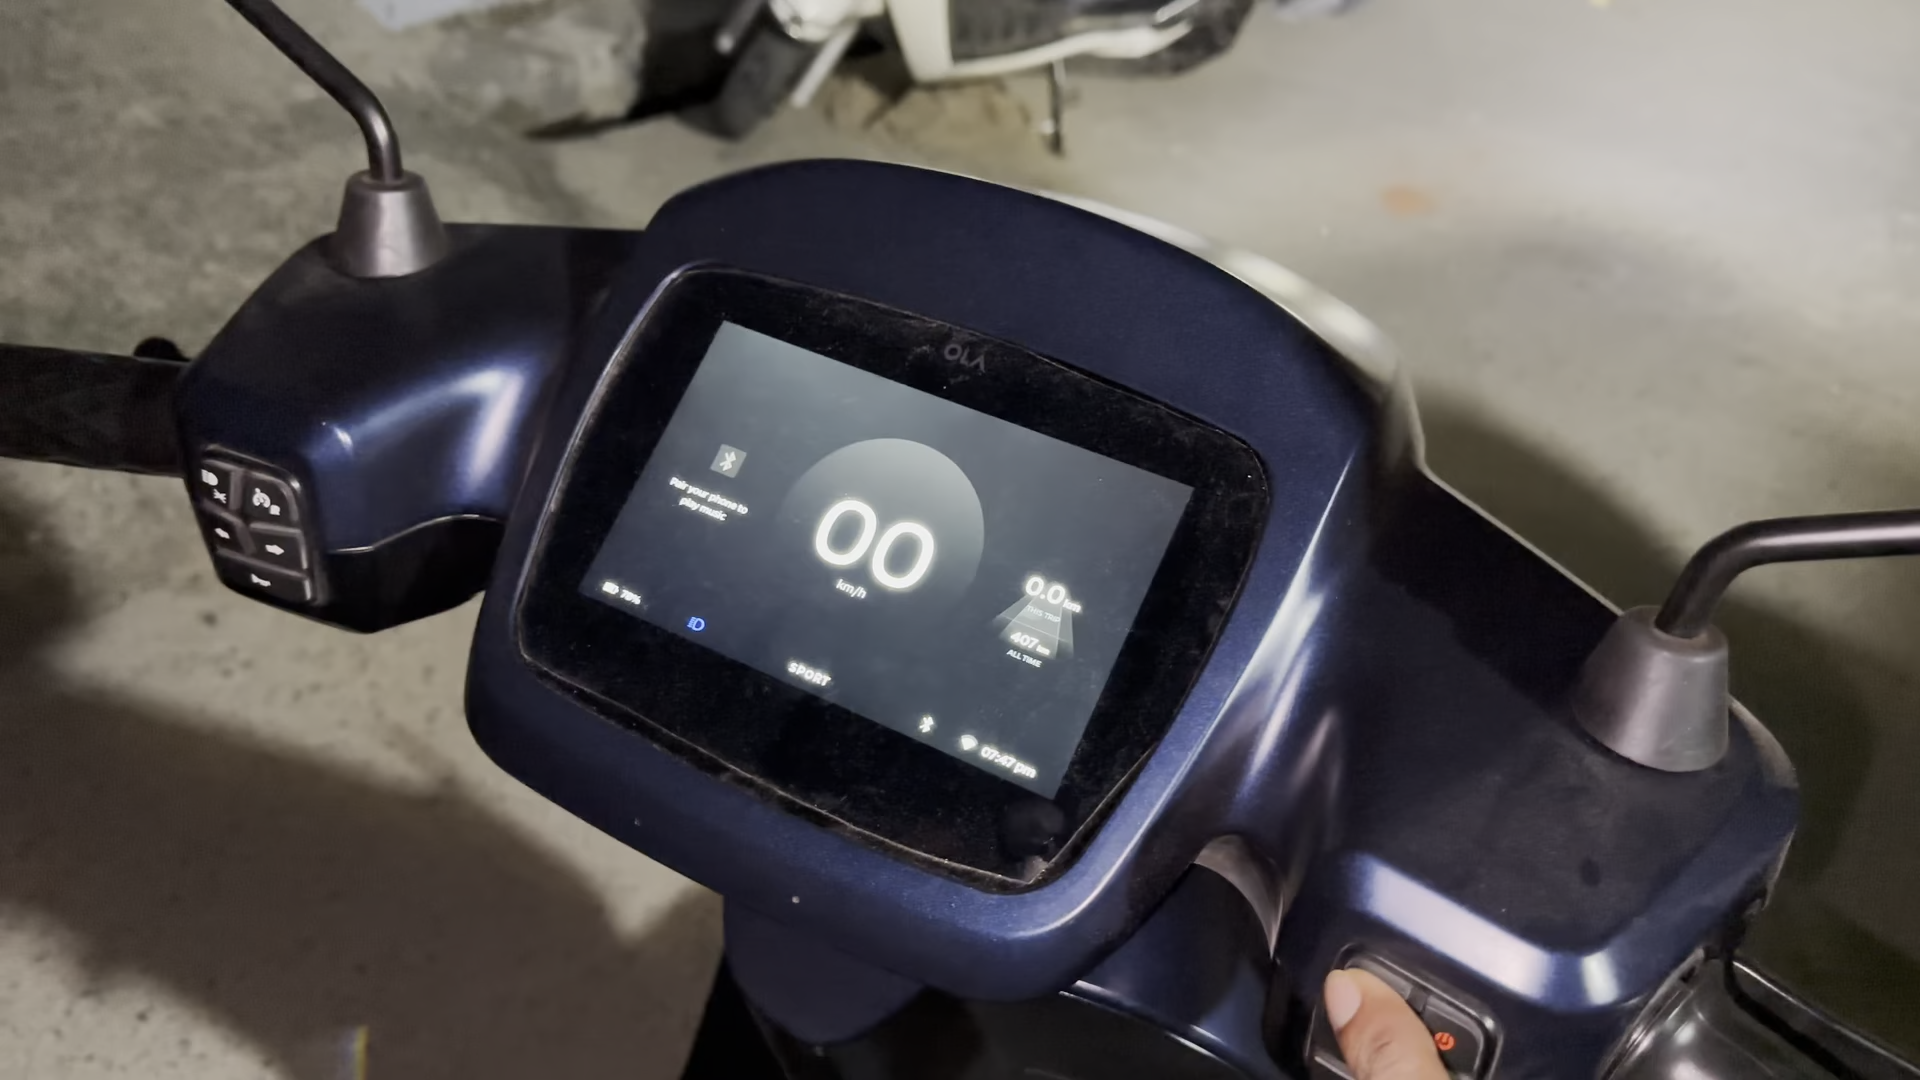 OLA
Pair your phone to
play music
00
km/h
0.0 km
THIS TRIP
407 km
ALL TIME
78%
SPORT
07:47 pm
R